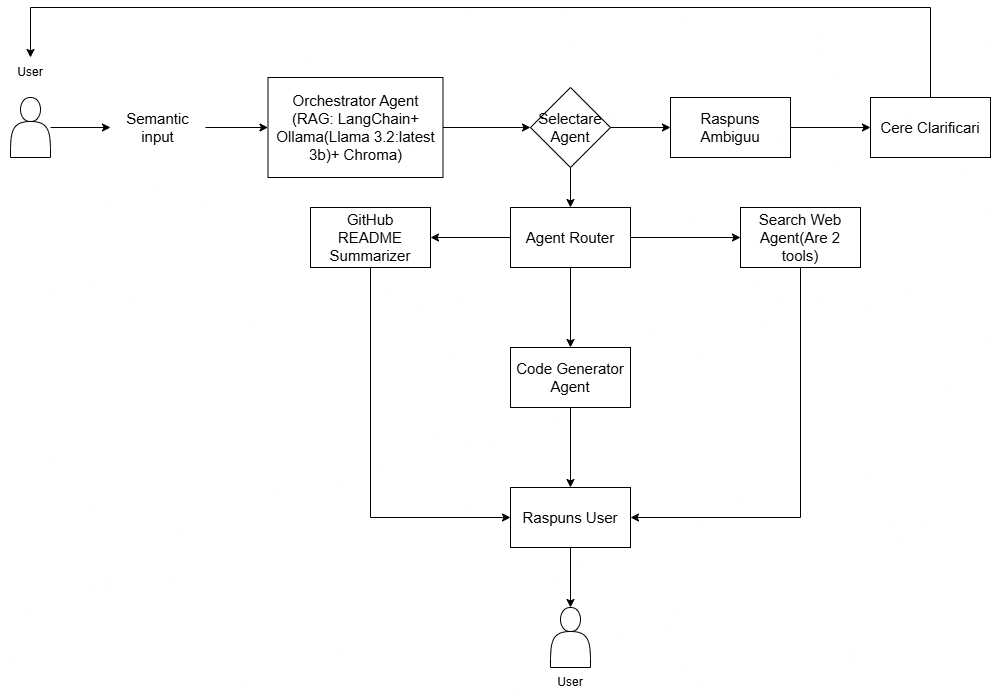 User
Semantic
input
Orchestrator Agent
(RAG: LangChain+
Ollama(Llama 3.2:latest
3b)+ Chroma)
Selectare
Agent
Raspuns
Ambiguu
Cere Clarificari
GitHub
README
Summarizer
Agent Router
Search Web
Agent(Are 2
tools)
Code Generator
Agent
Raspuns User
User